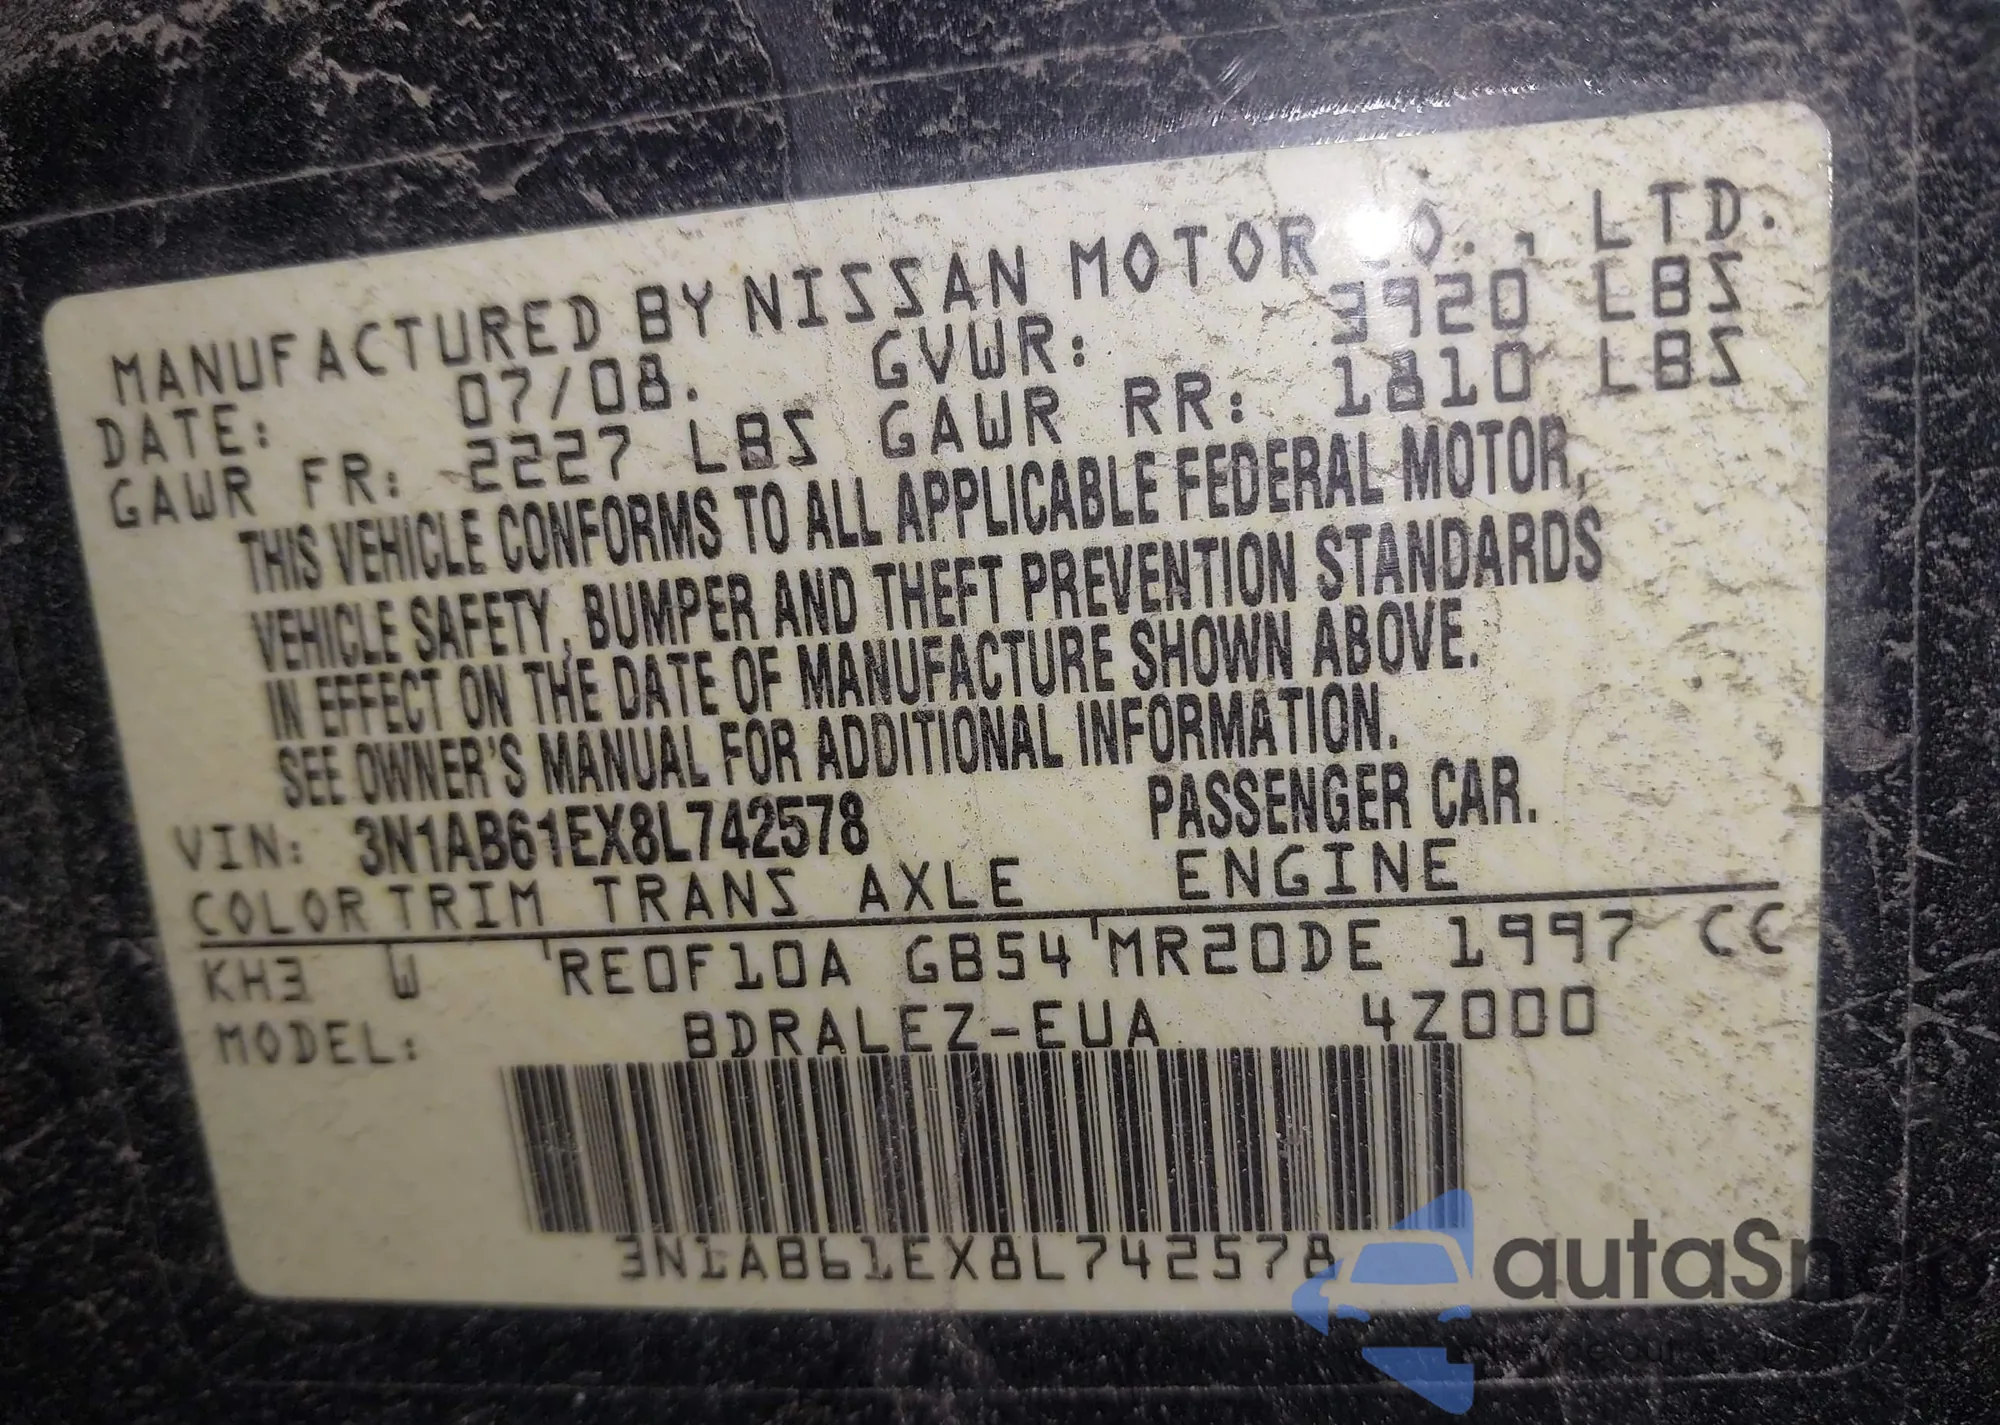 MANUFACTURED BY NISSAN MOTOR CO., LTD.
DATE: 07/08. GVWR: 3920 LBS
GAWR FR: 2227 LBS GAWR RR: 1810 LBS
THIS VEHICLE CONFORMS TO ALL APPLICABLE FEDERAL MOTOR,
VEHICLE SAFETY, BUMPER AND THEFT PREVENTION STANDARDS
IN EFFECT ON THE DATE OF MANUFACTURE SHOWN ABOVE.
SEE OWNER'S MANUAL FOR ADDITIONAL INFORMATION.
VIN: 3N1AB61EX8L742578 PASSENGER CAR.
COLOR TRIM TRANS AXLE ENGINE
KH3 W RE0F10A GB54 MR20DE 1997 CC
MODEL: BDRALEZ-EUA 4Z000
3N1AB61EX8L742578
autaSnap